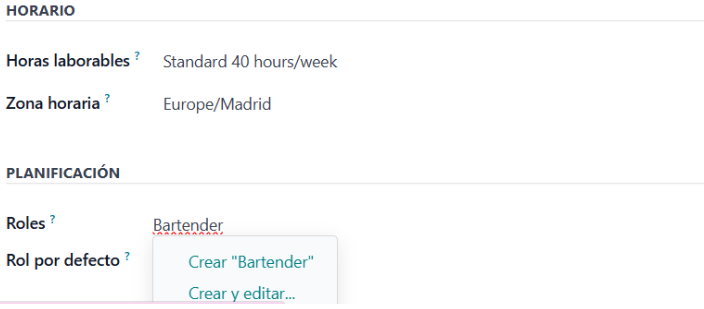 HORARIO
Horas laborables ? Standard 40 hours/week
Zona horaria ? Europe/Madrid
PLANIFICACIÓN
Roles ? Bartender
Rol por defecto ? Crear "Bartender"
Crear y editar...